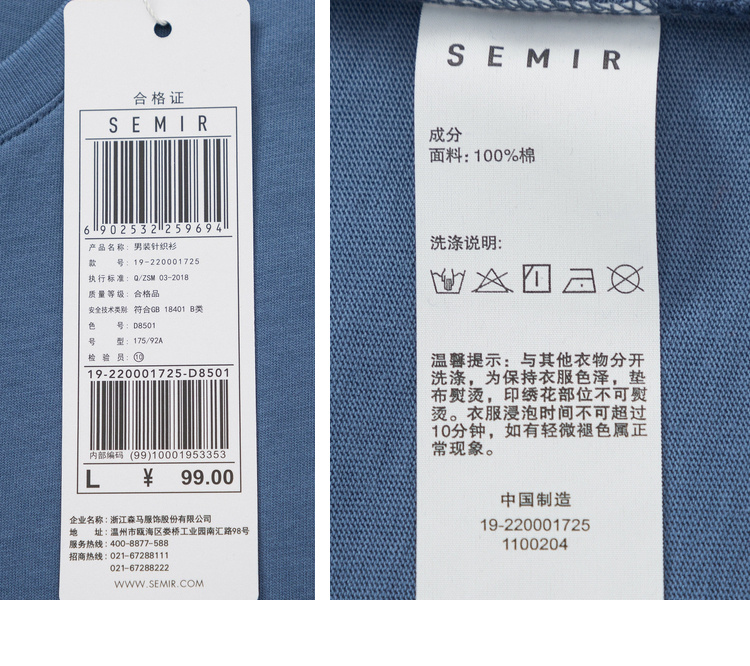 合格证
SEMIR
6 902532 259694
产品名称: 男装针织衫
款 号: 19-220001725
执行标准: Q/ZSM 03-2018
质量等级: 合格品
安全技术类别: 符合GB 18401 B类
色 号: D8501
号 型: 175/92A
检 验 员: ⑩
19-220001725-D8501
内部编码 (99)10001953353
L ¥ 99.00
企业名称: 浙江森马服饰股份有限公司
地 址: 温州市瓯海区娄桥工业园南汇路98号
服务热线: 400-8877-588
招商热线: 021-67288111
021-67288222
WWW.SEMIR.COM
SEMIR
成分
面料: 100%棉
洗涤说明:
温馨提示: 与其他衣物分开
洗涤, 为保持衣服色泽, 垫
布熨烫, 印绣花部位不可熨
烫。衣服浸泡时间不可超过
10分钟, 如有轻微褪色属正
常现象。
中国制造
19-220001725
1100204